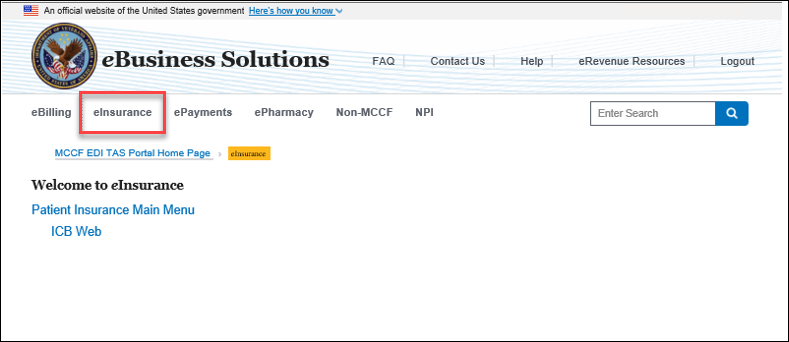 An official website of the United States government Here's how you know
eBusiness Solutions
FAQ Contact Us Help eRevenue Resources Logout
eBilling eInsurance ePayments ePharmacy Non-MCCF NPI Enter Search
MCCF EDI TAS Portal Home Page › eInsurance
Welcome to eInsurance
Patient Insurance Main Menu
ICB Web